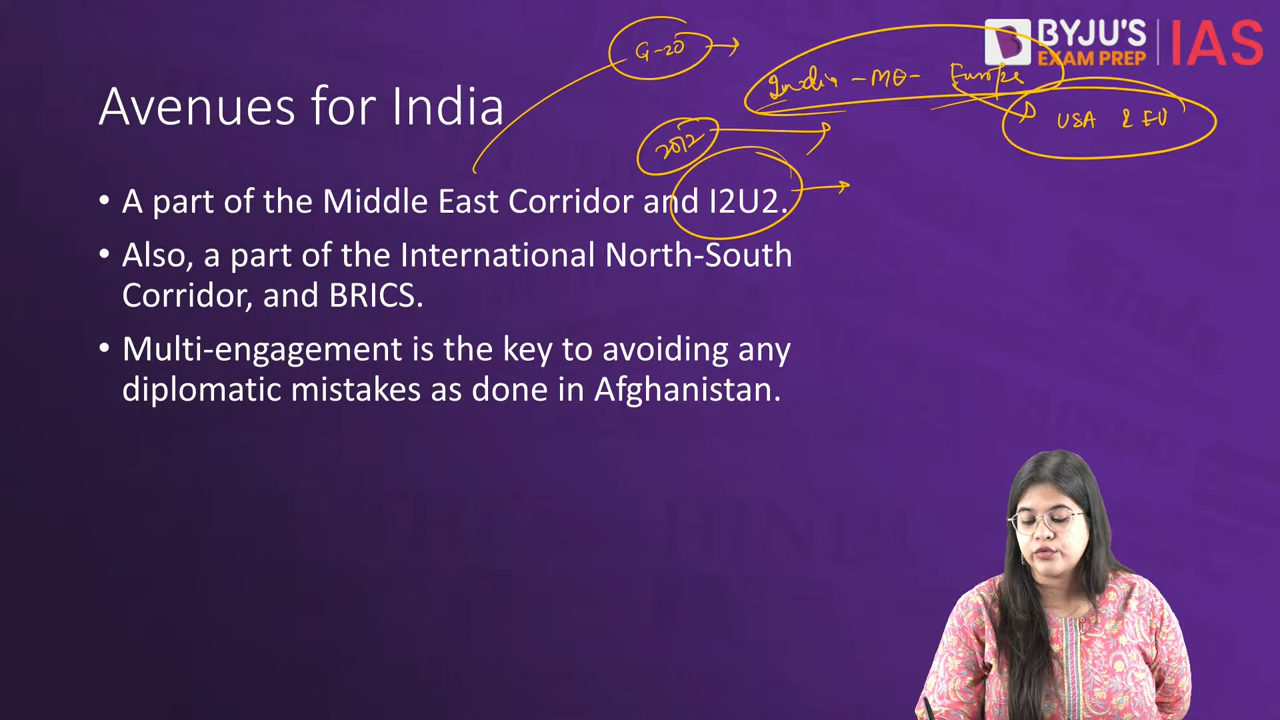 G-20
BYJU'S
EXAM PREP
IAS
India - ME - Europe
USA & EU
Avenues for India
2012
• A part of the Middle East Corridor and I2U2.
• Also, a part of the International North-South
Corridor, and BRICS.
• Multi-engagement is the key to avoiding any
diplomatic mistakes as done in Afghanistan.